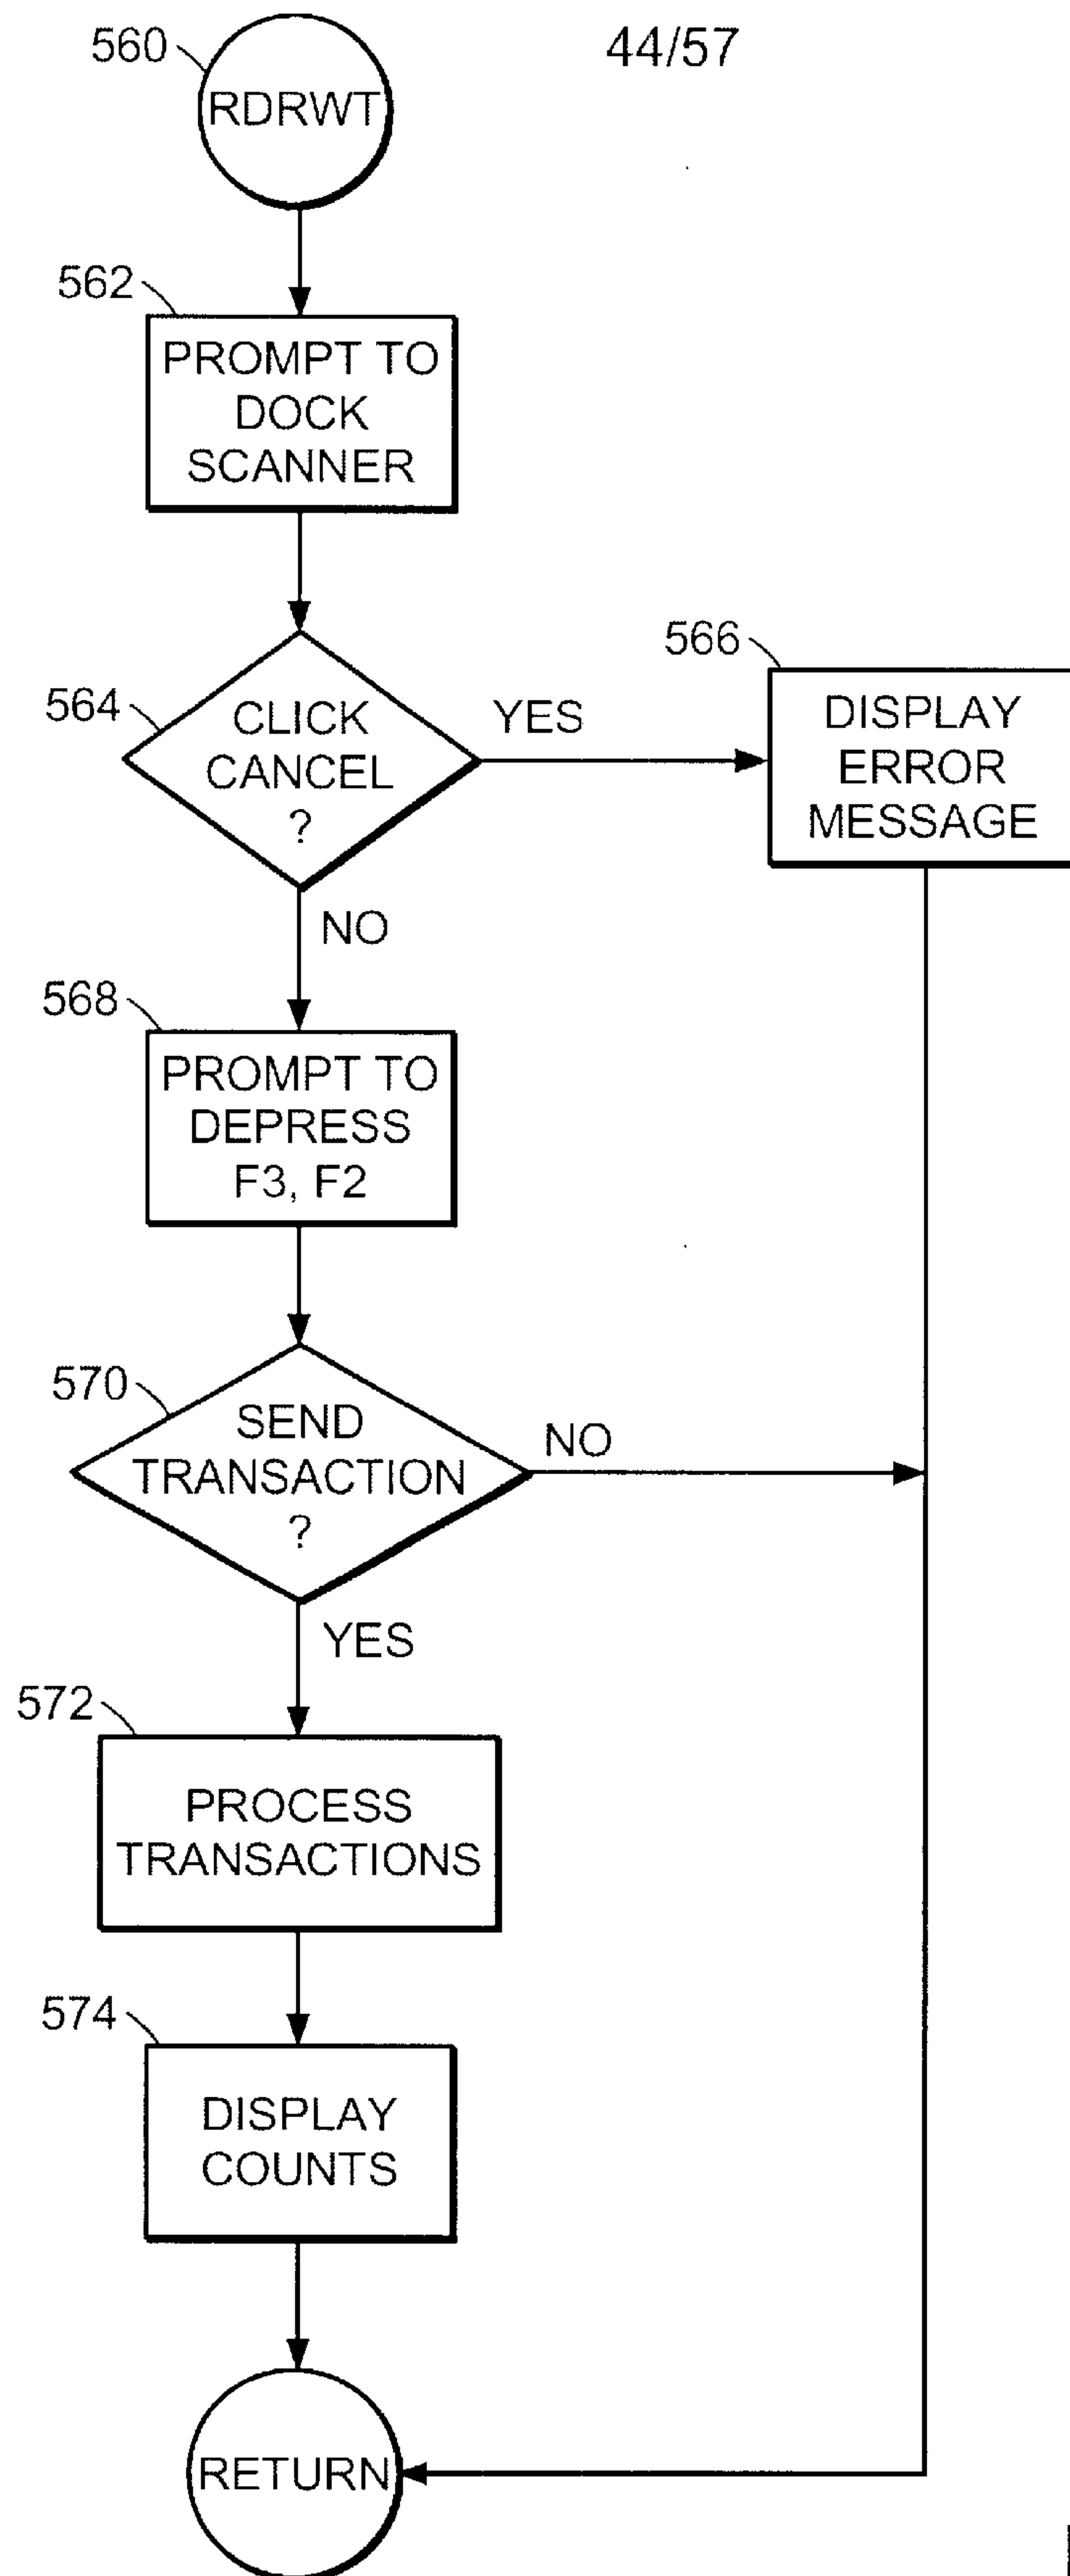 44/57
560
RDRWT
562
PROMPT TO
DOCK
SCANNER
564
CLICK
CANCEL
?
YES
566
DISPLAY
ERROR
MESSAGE
NO
568
PROMPT TO
DEPRESS
F3, F2
570
SEND
TRANSACTION
?
NO
YES
572
PROCESS
TRANSACTIONS
574
DISPLAY
COUNTS
RETURN